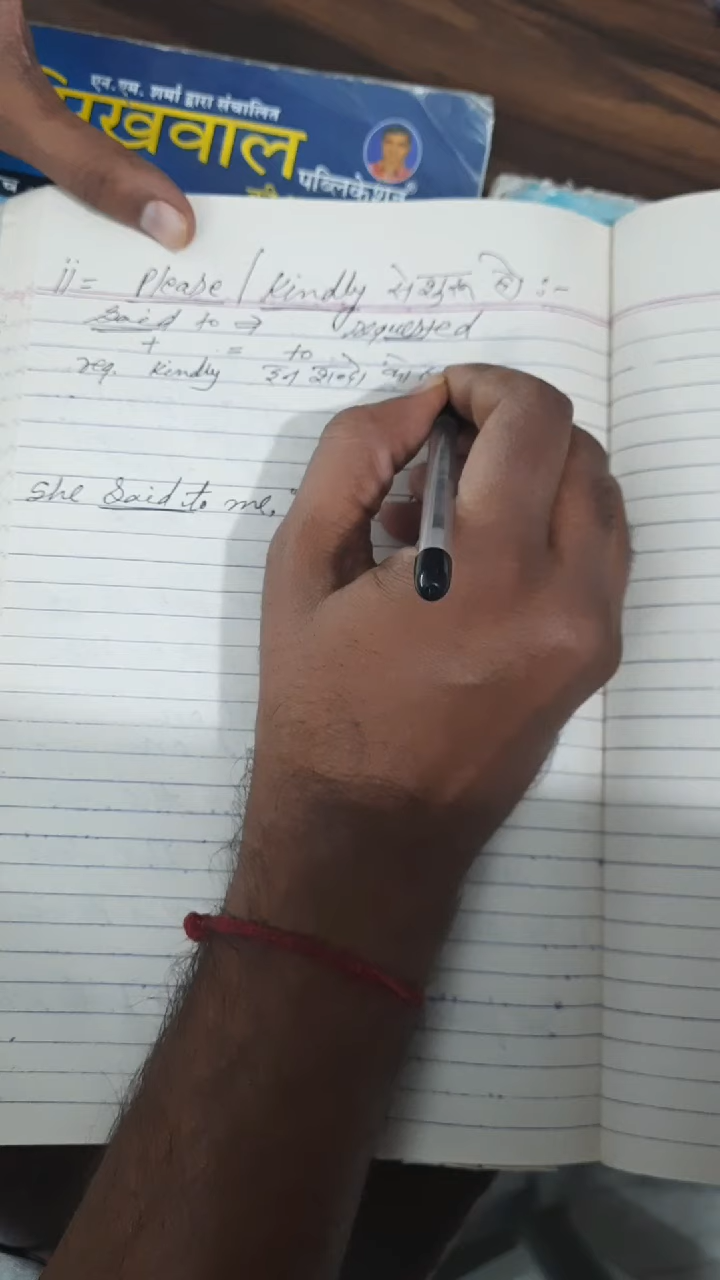 एन. एम. शर्मा द्वारा संचालित
सिखवाल
पब्लिकेशन
ii = Please / Kindly से शुरू हो :-
Said to ⇒ requested
+ = to
req. kindly इन शब्दो को
She Said to me, "